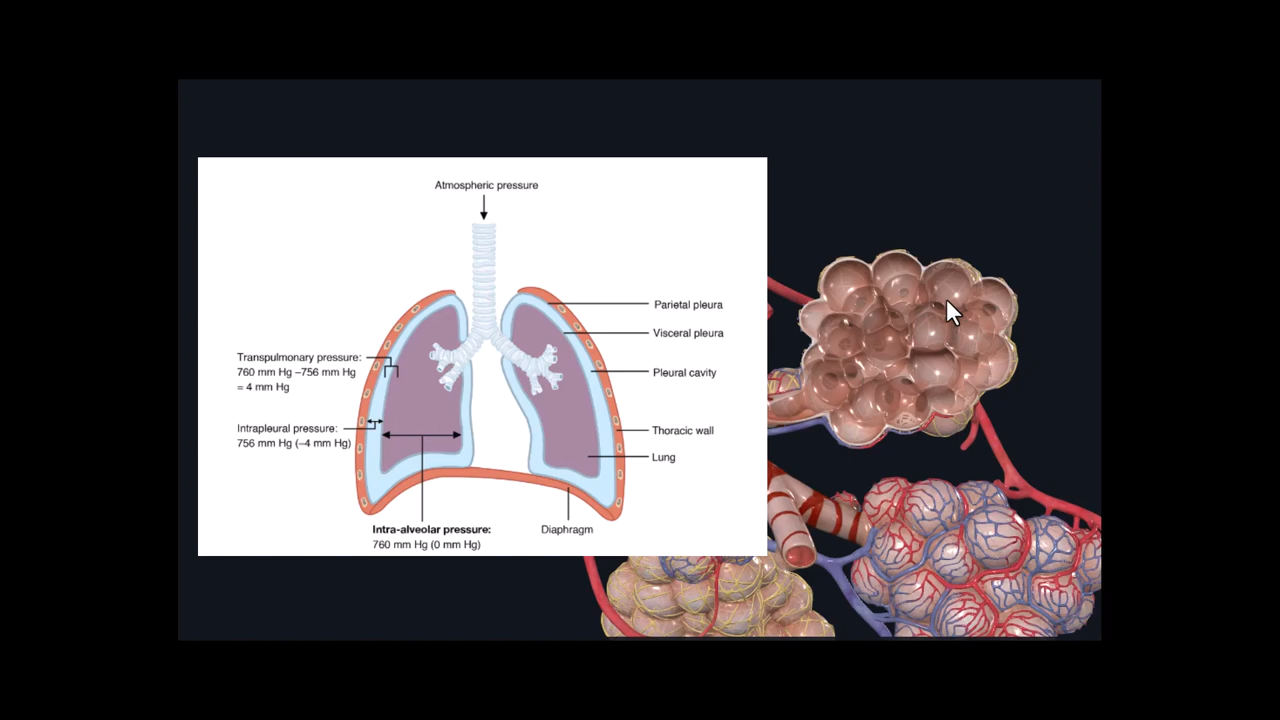 Atmospheric pressure
Parietal pleura
Visceral pleura
Transpulmonary pressure:
760 mm Hg –756 mm Hg
= 4 mm Hg
Pleural cavity
Intrapleural pressure:
756 mm Hg (–4 mm Hg)
Thoracic wall
Lung
Intra-alveolar pressure:
760 mm Hg (0 mm Hg)
Diaphragm